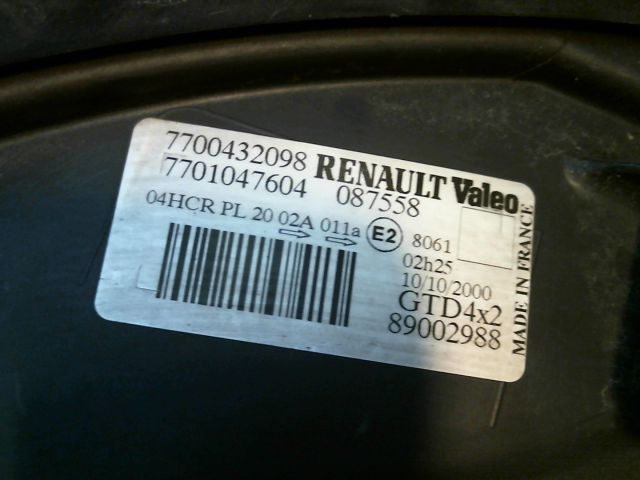 7700432098 RENAULT Valeo
7701047604 087558
04HCR PL 20 02A 011a E2 8061
02h25
10/10/2000
GTD4x2
89002988
MADE IN FRANCE